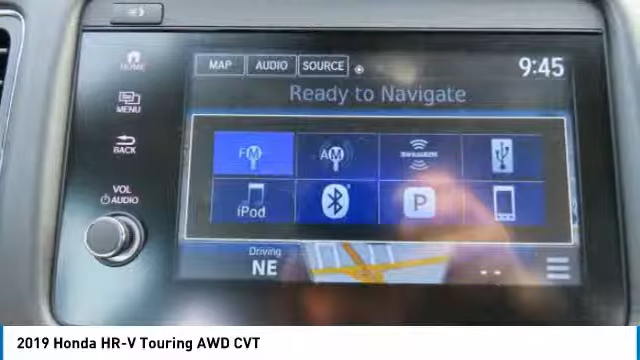 HOME
MENU
BACK
VOL
AUDIO
MAP AUDIO SOURCE
9:45
Ready to Navigate
FM AM SiriusXM
iPod P
Driving
NE
2019 Honda HR-V Touring AWD CVT